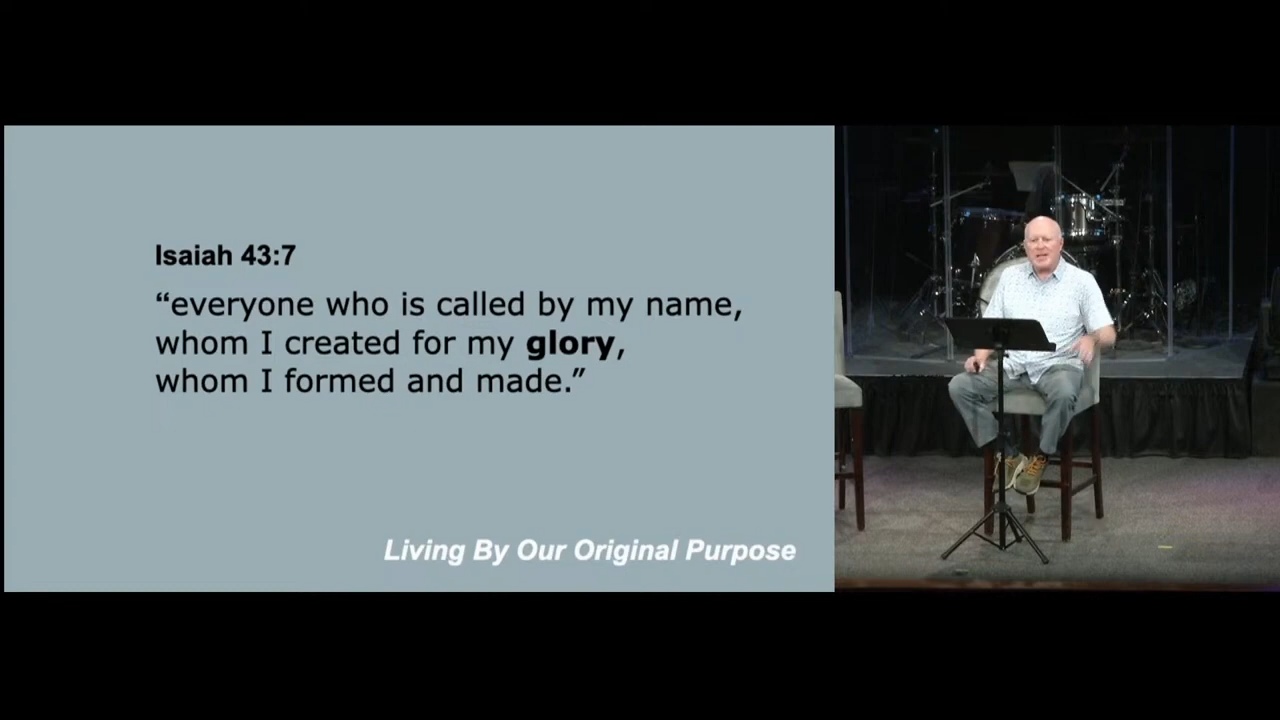 Isaiah 43:7
“everyone who is called by my name,
whom I created for my glory,
whom I formed and made.”
Living By Our Original Purpose